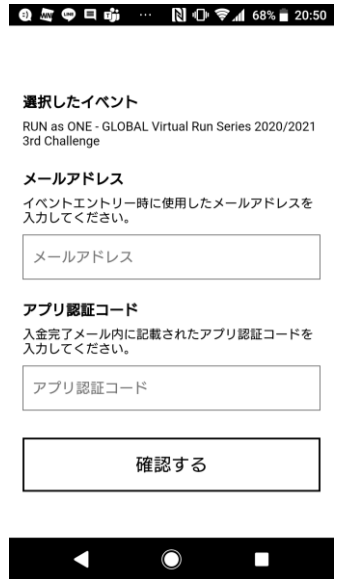 68% 20:50
選択したイベント
RUN as ONE - GLOBAL Virtual Run Series 2020/2021
3rd Challenge
メールアドレス
イベントエントリー時に使用したメールアドレスを
入力してください。
メールアドレス
アプリ認証コード
入金完了メール内に記載されたアプリ認証コードを
入力してください。
アプリ認証コード
確認する